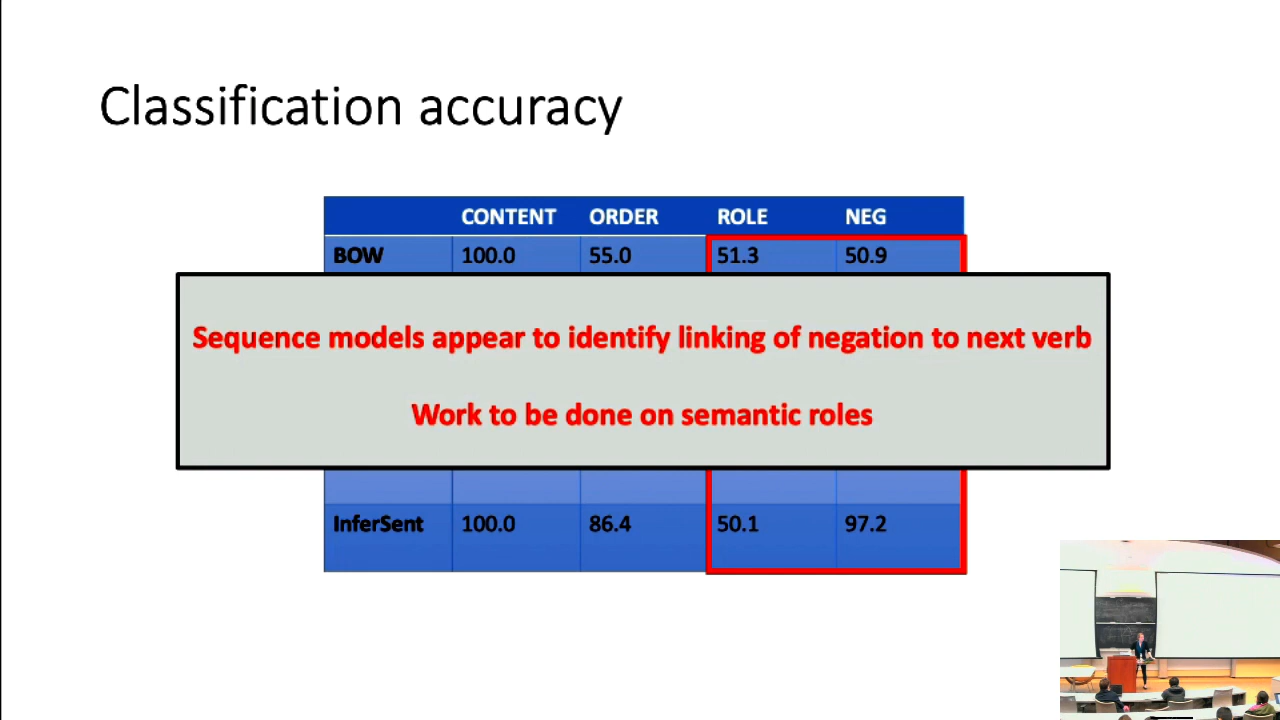 Classification accuracy
CONTENT ORDER ROLE NEG
BOW 100.0 55.0 51.3 50.9
Sequence models appear to identify linking of negation to next verb
Work to be done on semantic roles
InferSent 100.0 86.4 50.1 97.2